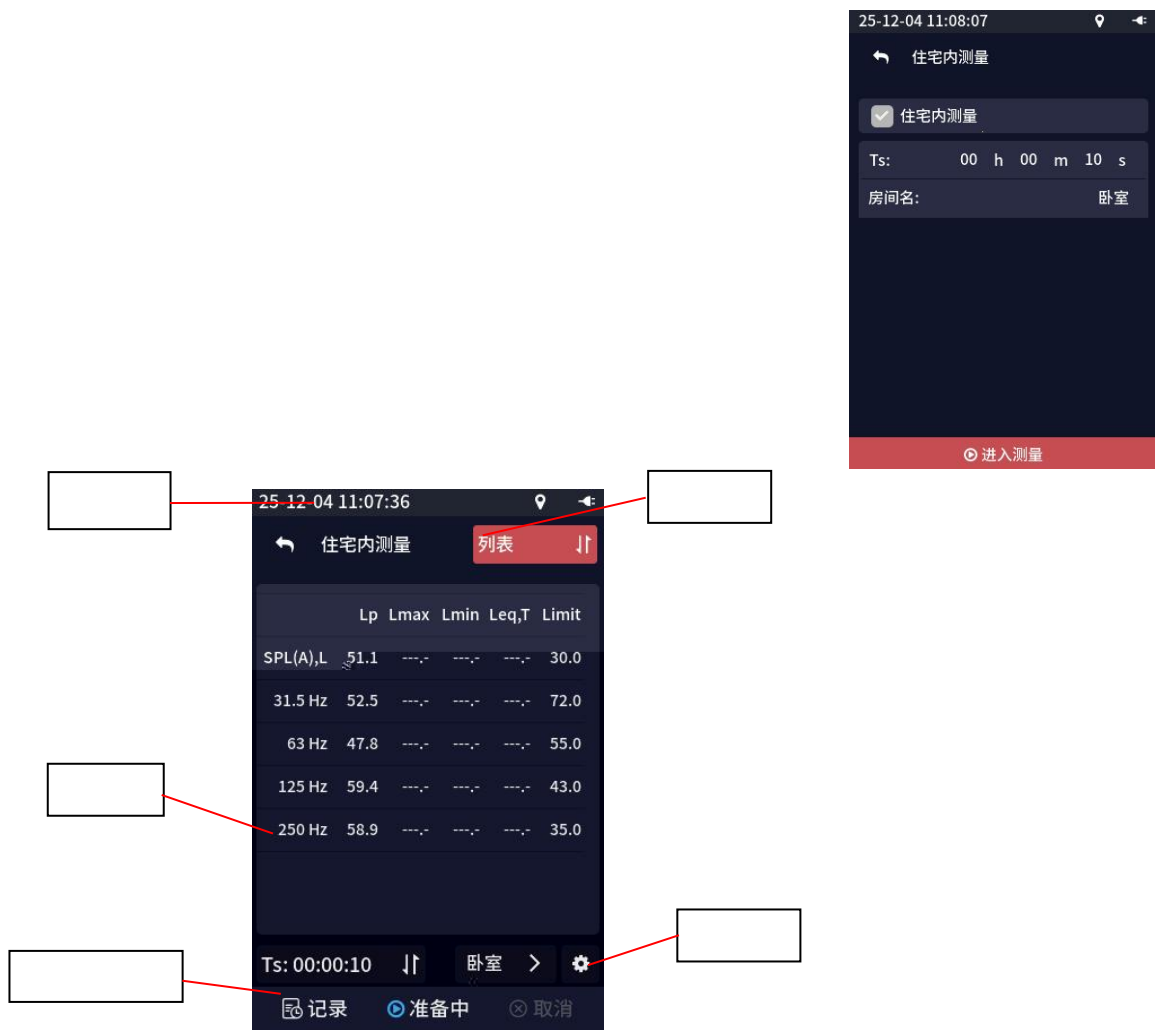 25-12-04 11:08:07
住宅内测量
住宅内测量
Ts: 00 h 00 m 10 s
房间名: 卧室
进入测量
25-12-04 11:07:36
住宅内测量 列表
Lp Lmax Lmin Leq,T Limit
SPL(A),L 51.1 ---.- ---.- ---.- 30.0
31.5 Hz 52.5 ---.- ---.- ---.- 72.0
63 Hz 47.8 ---.- ---.- ---.- 55.0
125 Hz 59.4 ---.- ---.- ---.- 43.0
250 Hz 58.9 ---.- ---.- ---.- 35.0
Ts: 00:00:10 卧室
记录 准备中 取消